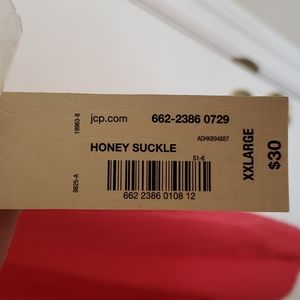 19963-8
jcp.com 662-2386 0729
ADHK894887
HONEY SUCKLE
S1-6
9825-A
662 2386 0108 12
XXLARGE
$30